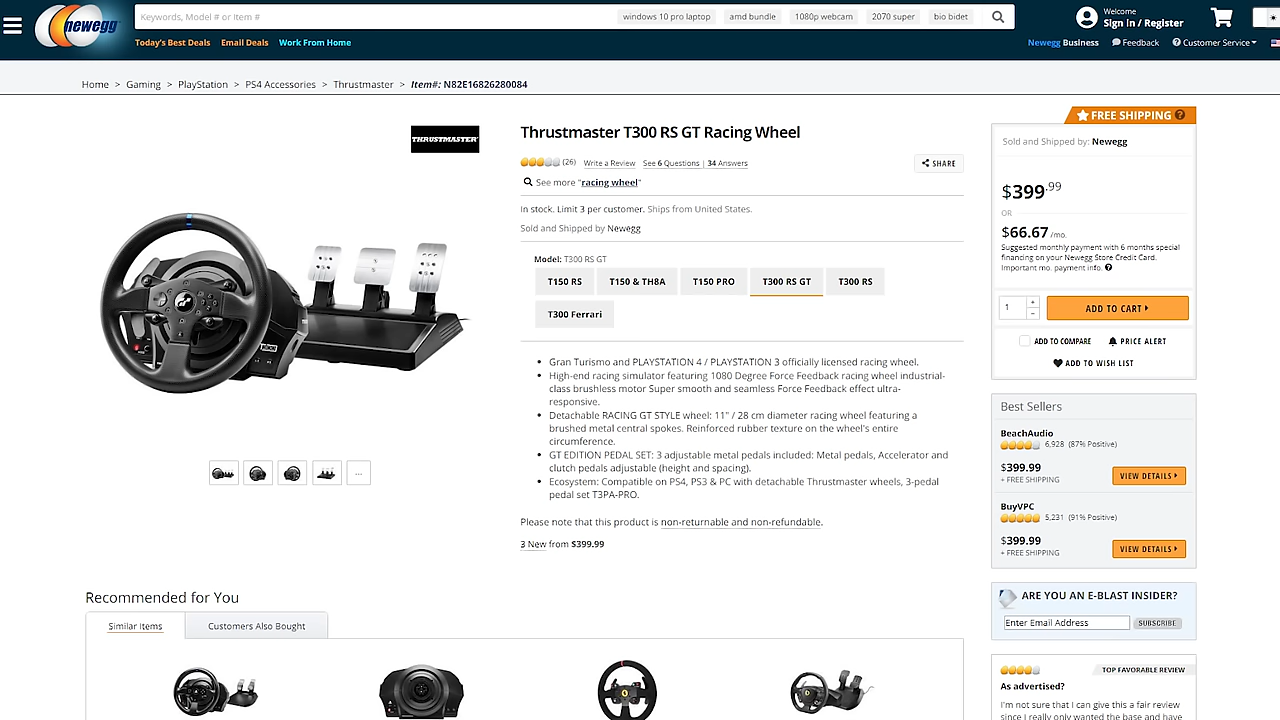 newegg
Keywords, Model # or Item #
windows 10 pro laptop
amd bundle
1080p webcam
2070 super
bio bidet
Welcome
Sign In / Register
Today's Best Deals
Email Deals
Work From Home
Newegg Business
Feedback
Customer Service
Home > Gaming > PlayStation > PS4 Accessories > Thrustmaster > Item#: N82E16826280084
THRUSTMASTER
Thrustmaster T300 RS GT Racing Wheel
(26) Write a Review See 6 Questions | 34 Answers
SHARE
See more "racing wheel"
In stock. Limit 3 per customer. Ships from United States.
Sold and Shipped by Newegg
Model: T300 RS GT
T150 RS
T150 & TH8A
T150 PRO
T300 RS GT
T300 RS
T300 Ferrari
• Gran Turismo and PLAYSTATION 4 / PLAYSTATION 3 officially licensed racing wheel.
• High-end racing simulator featuring 1080 Degree Force Feedback racing wheel industrial-
class brushless motor Super smooth and seamless Force Feedback effect ultra-
responsive.
• Detachable RACING GT STYLE wheel: 11" / 28 cm diameter racing wheel featuring a
brushed metal central spokes. Reinforced rubber texture on the wheel's entire
circumference.
• GT EDITION PEDAL SET: 3 adjustable metal pedals included: Metal pedals, Accelerator and
clutch pedals adjustable (height and spacing).
• Ecosystem: Compatible on PS4, PS3 & PC with detachable Thrustmaster wheels, 3-pedal
pedal set T3PA-PRO.
Please note that this product is non-returnable and non-refundable.
3 New from $399.99
FREE SHIPPING ?
Sold and Shipped by: Newegg
$399.99
OR
$66.67 /mo.
Suggested monthly payment with 6 months special
financing on your Newegg Store Credit Card.
Important mo. payment info. ?
1
+
-
ADD TO CART
ADD TO COMPARE
PRICE ALERT
ADD TO WISH LIST
Best Sellers
BeachAudio
6,928 (87% Positive)
$399.99
+ FREE SHIPPING
VIEW DETAILS
BuyVPC
5,231 (91% Positive)
$399.99
+ FREE SHIPPING
VIEW DETAILS
ARE YOU AN E-BLAST INSIDER?
Enter Email Address
SUBSCRIBE
TOP FAVORABLE REVIEW
As advertised?
I'm not sure that I can give this a fair review
since I really only wanted the base and have
...
Recommended for You
Similar Items
Customers Also Bought